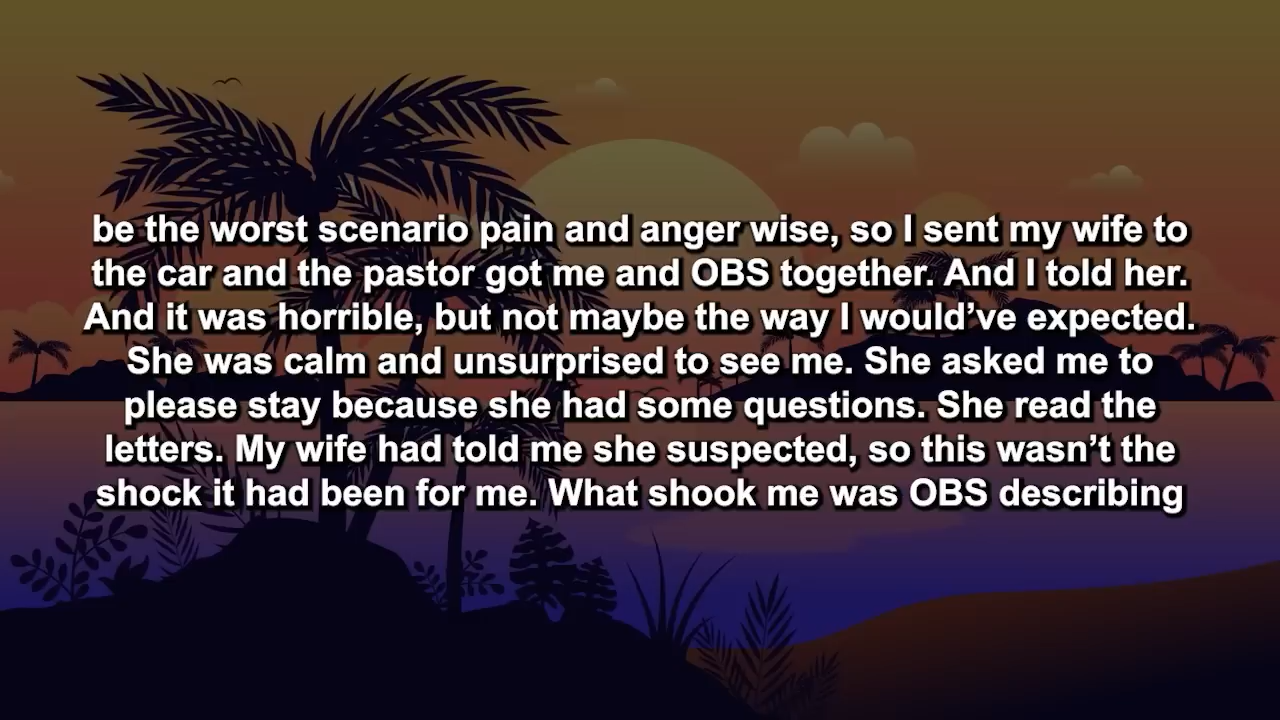 be the worst scenario pain and anger wise, so I sent my wife to
the car and the pastor got me and OBS together. And I told her.
And it was horrible, but not maybe the way I would’ve expected.
She was calm and unsurprised to see me. She asked me to
please stay because she had some questions. She read the
letters. My wife had told me she suspected, so this wasn’t the
shock it had been for me. What shook me was OBS describing